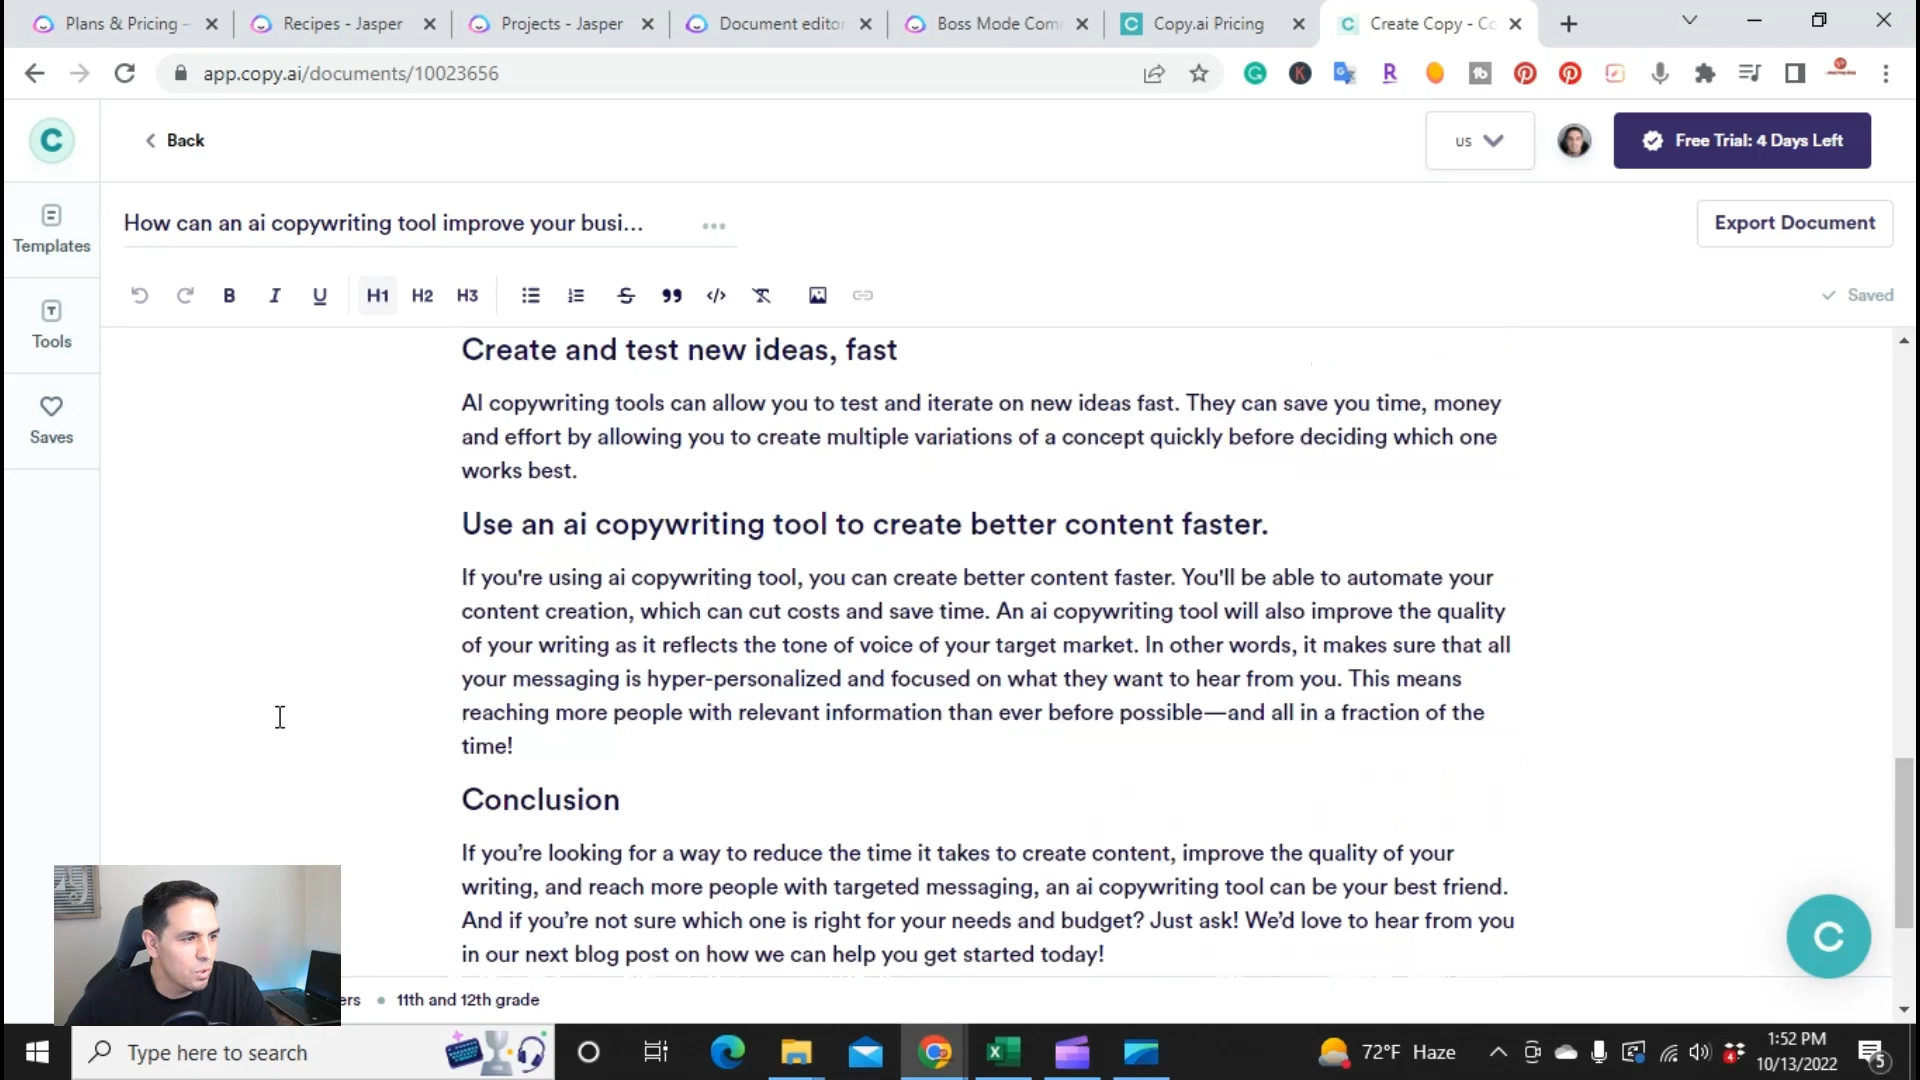 Plans & Pricing –
Recipes - Jasper
Projects - Jasper
Document editor
Boss Mode Com
Copy.ai Pricing
Create Copy - Co
app.copy.ai/documents/10023656
Back
us
Free Trial: 4 Days Left
Templates
Tools
Saves
How can an ai copywriting tool improve your busi...
Export Document
B I U H1 H2 H3
Saved
Create and test new ideas, fast
AI copywriting tools can allow you to test and iterate on new ideas fast. They can save you time, money
and effort by allowing you to create multiple variations of a concept quickly before deciding which one
works best.
Use an ai copywriting tool to create better content faster.
If you're using ai copywriting tool, you can create better content faster. You'll be able to automate your
content creation, which can cut costs and save time. An ai copywriting tool will also improve the quality
of your writing as it reflects the tone of voice of your target market. In other words, it makes sure that all
your messaging is hyper-personalized and focused on what they want to hear from you. This means
reaching more people with relevant information than ever before possible—and all in a fraction of the
time!
Conclusion
If you’re looking for a way to reduce the time it takes to create content, improve the quality of your
writing, and reach more people with targeted messaging, an ai copywriting tool can be your best friend.
And if you’re not sure which one is right for your needs and budget? Just ask! We’d love to hear from you
in our next blog post on how we can help you get started today!
ers • 11th and 12th grade
Type here to search
72°F Haze
1:52 PM
10/13/2022
5